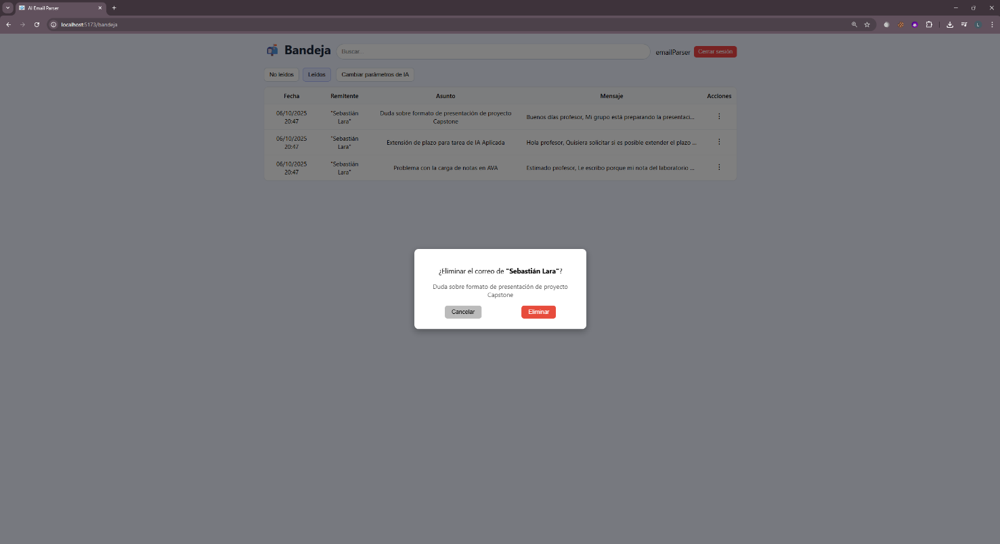 AI Email Parser
localhost:5173/bandeja
Bandeja
Buscar...
emailParser
Cerrar sesión
No leídos
Leídos
Cambiar parámetros de IA
Fecha Remitente Asunto Mensaje Acciones
06/10/2025 20:47
"Sebastián Lara"
Duda sobre formato de presentación de proyecto Capstone
Buenos días profesor, Mi grupo está preparando la presentaci...
06/10/2025 20:47
"Sebastián Lara"
Extensión de plazo para tarea de IA Aplicada
Hola profesor, Quisiera solicitar si es posible extender el plazo ...
06/10/2025 20:47
"Sebastián Lara"
Problema con la carga de notas en AVA
Estimado profesor, Le escribo porque mi nota del laboratorio ...
¿Eliminar el correo de "Sebastián Lara"?
Duda sobre formato de presentación de proyecto
Capstone
Cancelar
Eliminar
L